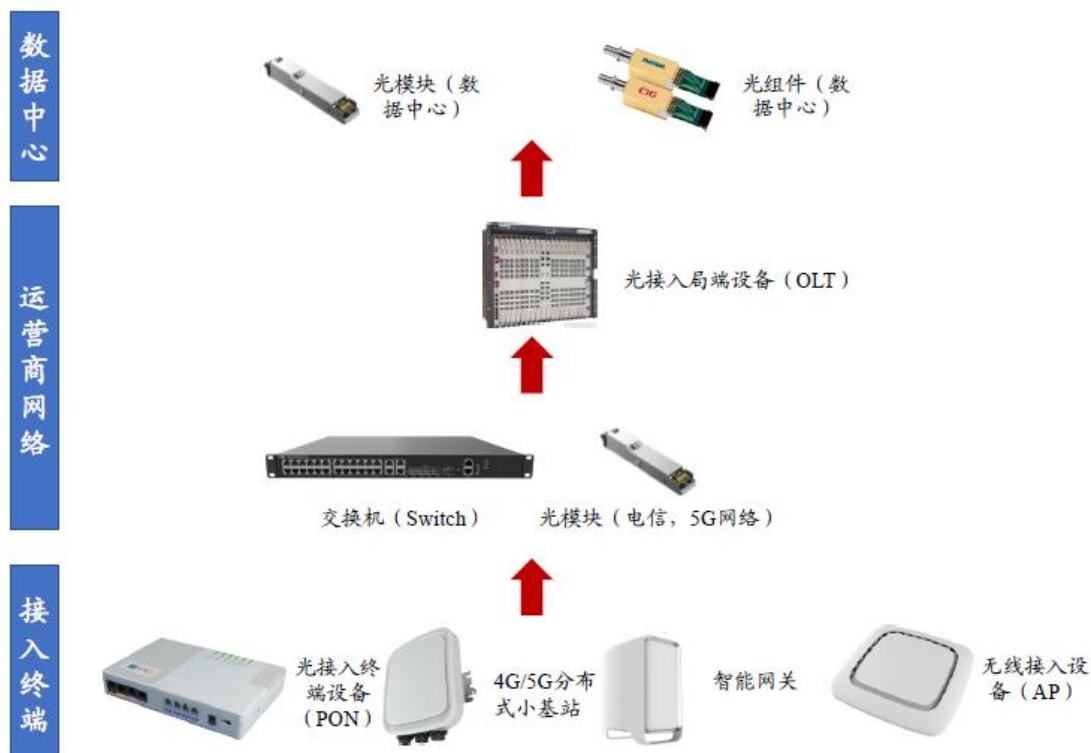 数据中心
光模块（数
据中心）
CIG
光组件（数
据中心）
运营商网络
光接入局端设备（OLT）
交换机（Switch）
光模块（电信，5G网络）
接入终端
光接入终
端设备
（PON）
4G/5G分布
式小基站
智能网关
无线接入设
备（AP）